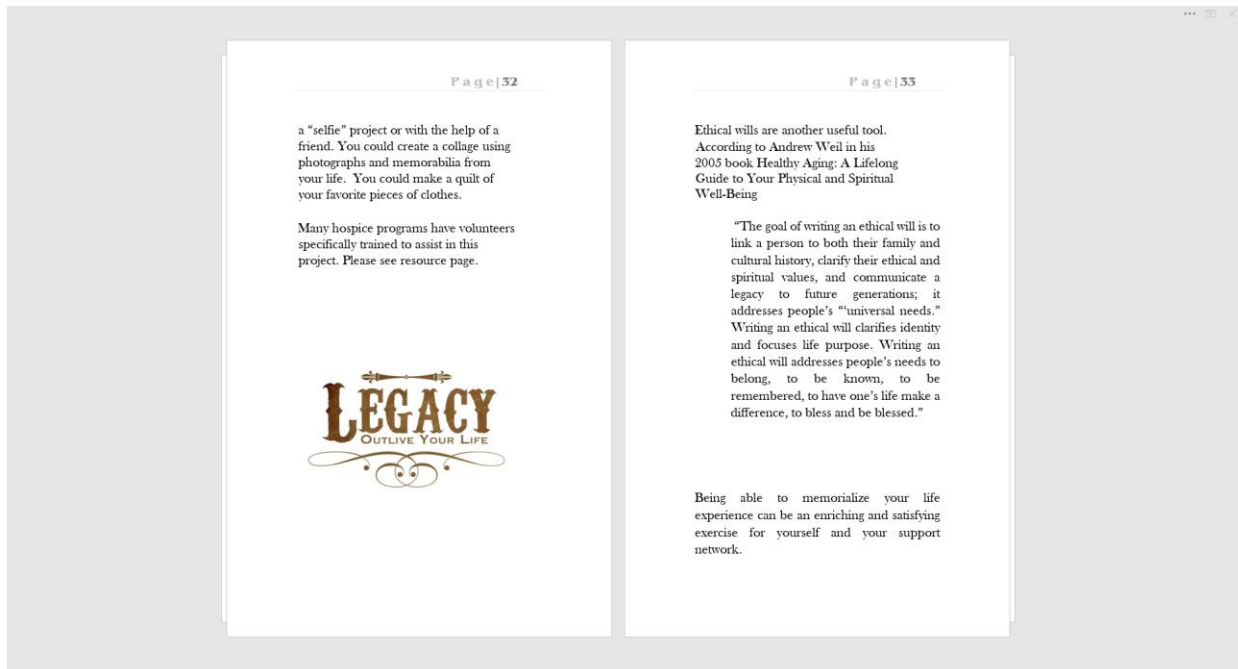 Page|32
a “selfie” project or with the help of a
friend. You could create a collage using
photographs and memorabilia from
your life.  You could make a quilt of
your favorite pieces of clothes.
Many hospice programs have volunteers
specifically trained to assist in this
project. Please see resource page.
LEGACY
OUTLIVE YOUR LIFE
Page|33
Ethical wills are another useful tool.
According to Andrew Weil in his
2005 book Healthy Aging: A Lifelong
Guide to Your Physical and Spiritual
Well-Being
“The goal of writing an ethical will is to
link a person to both their family and
cultural history, clarify their ethical and
spiritual values, and communicate a
legacy to future generations; it
addresses people’s “‘universal needs.”
Writing an ethical will clarifies identity
and focuses life purpose. Writing an
ethical will addresses people’s needs to
belong, to be known, to be
remembered, to have one’s life make a
difference, to bless and be blessed.”
Being able to memorialize your life
experience can be an enriching and satisfying
exercise for yourself and your support
network.